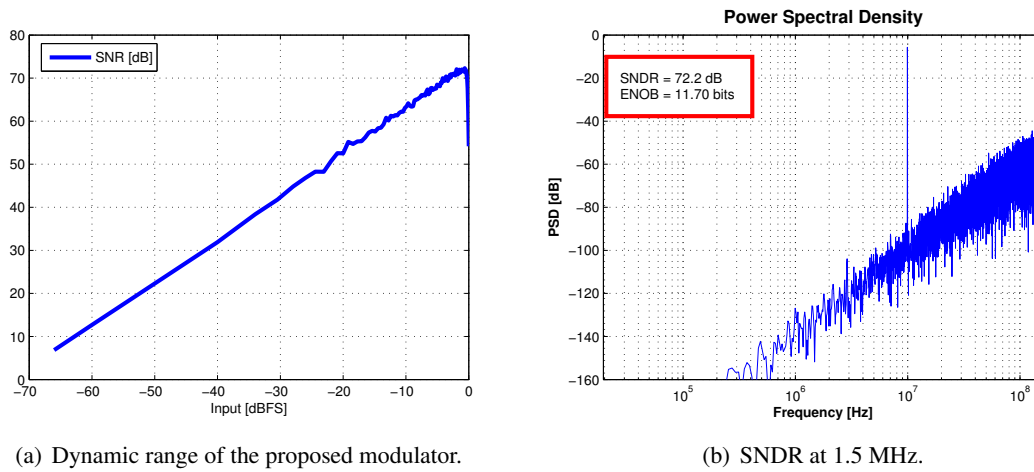 80
70
60
50
40
30
20
10
0
SNR [dB]
−70 −60 −50 −40 −30 −20 −10 0
Input [dBFS]
(a) Dynamic range of the proposed modulator.
Power Spectral Density
0
−20
−40
−60
−80
−100
−120
−140
−160
PSD [dB]
SNDR = 72.2 dB
ENOB = 11.70 bits
10^5 10^6 10^7 10^8
Frequency [Hz]
(b) SNDR at 1.5 MHz.